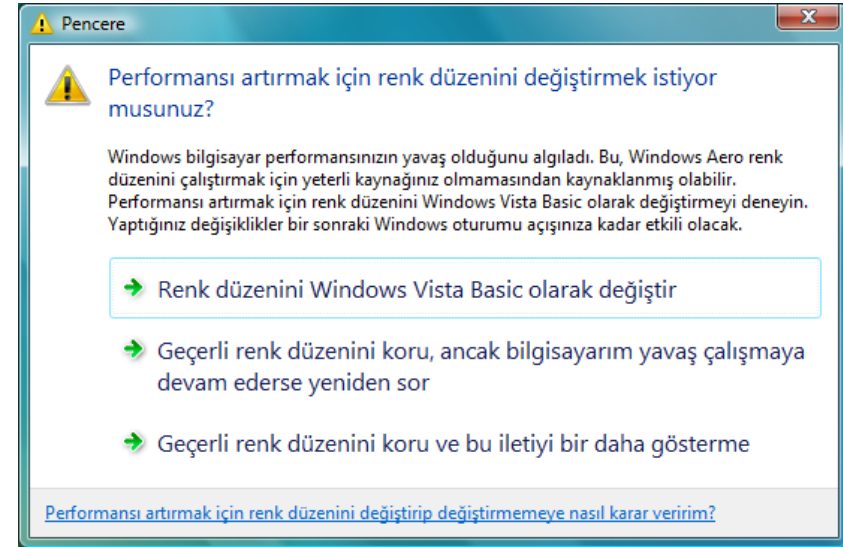 Pencere
Performansı artırmak için renk düzenini değiştirmek istiyor
musunuz?
Windows bilgisayar performansınızın yavaş olduğunu algıladı. Bu, Windows Aero renk
düzenini çalıştırmak için yeterli kaynağınız olmamasından kaynaklanmış olabilir.
Performansı artırmak için renk düzenini Windows Vista Basic olarak değiştirmeyi deneyin.
Yaptığınız değişiklikler bir sonraki Windows oturumu açışınıza kadar etkili olacak.
Renk düzenini Windows Vista Basic olarak değiştir
Geçerli renk düzenini koru, ancak bilgisayarım yavaş çalışmaya
devam ederse yeniden sor
Geçerli renk düzenini koru ve bu iletiyi bir daha gösterme
Performansı artırmak için renk düzenini değiştirip değiştirmemeye nasıl karar veririm?